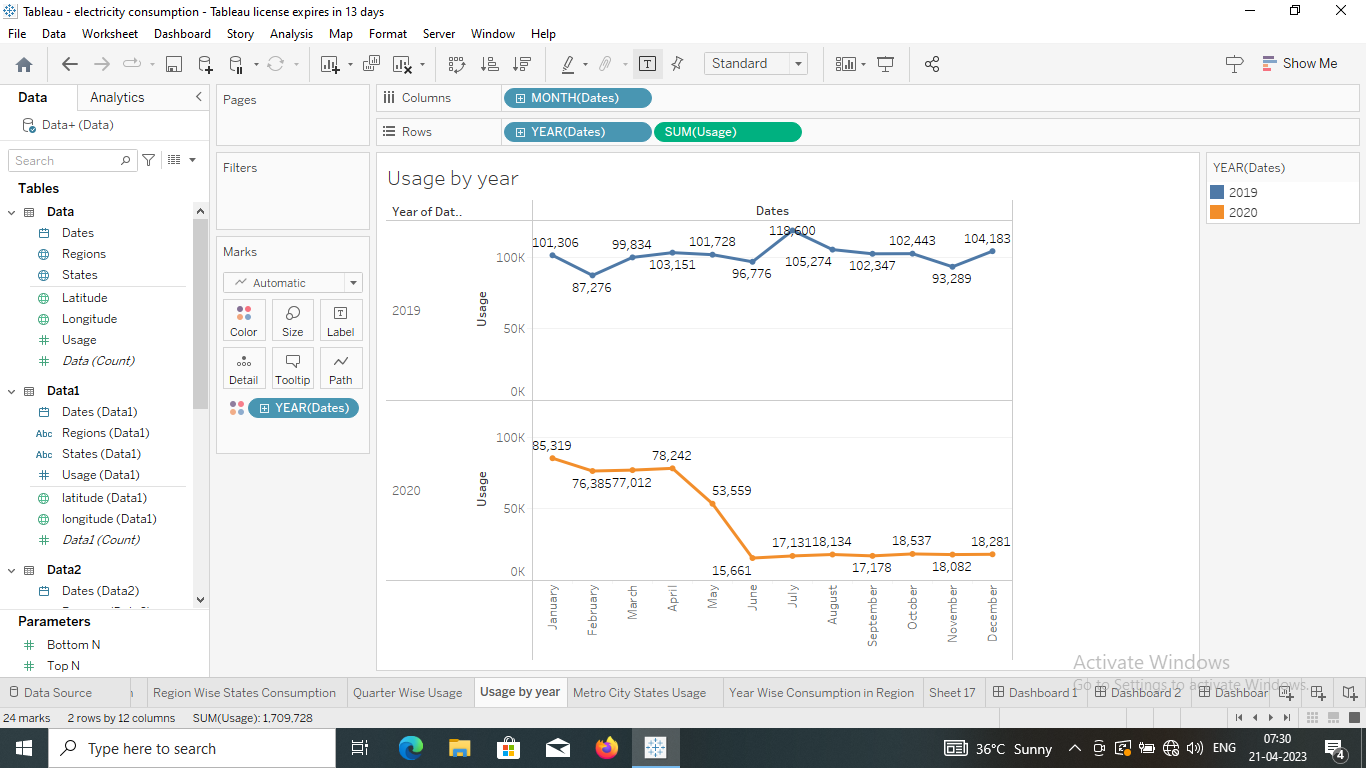 Tableau - electricity consumption - Tableau license expires in 13 days
File Data Worksheet Dashboard Story Analysis Map Format Server Window Help
Standard
Show Me
Data Analytics
Data+ (Data)
Search
Tables
Data
Dates
Regions
States
Latitude
Longitude
Usage
Data (Count)
Data1
Dates (Data1)
Abc Regions (Data1)
Abc States (Data1)
Usage (Data1)
latitude (Data1)
longitude (Data1)
Data1 (Count)
Data2
Dates (Data2)
Parameters
Bottom N
Top N
Pages
Filters
Marks
Automatic
Color Size Label
Detail Tooltip Path
YEAR(Dates)
Columns MONTH(Dates)
Rows YEAR(Dates) SUM(Usage)
Usage by year
Year of Dat.. Dates
2019
Usage
100K
50K
0K
101,306 87,276 99,834 103,151 101,728 96,776 118,600 105,274 102,347 102,443 93,289 104,183
2020
Usage
100K
50K
0K
85,319 76,385 77,012 78,242 53,559 15,661 17,131 18,134 17,178 18,537 18,082 18,281
January February March April May June July August September October November December
YEAR(Dates)
2019
2020
Activate Windows
Go to Settings to activate Windows.
Data Source Region Wise States Consumption Quarter Wise Usage Usage by year Metro City States Usage Year Wise Consumption in Region Sheet 17 Dashboard 1 Dashboard 2 Dashboar
24 marks 2 rows by 12 columns SUM(Usage): 1,709,728
Type here to search
36°C Sunny
ENG
07:30
21-04-2023
4